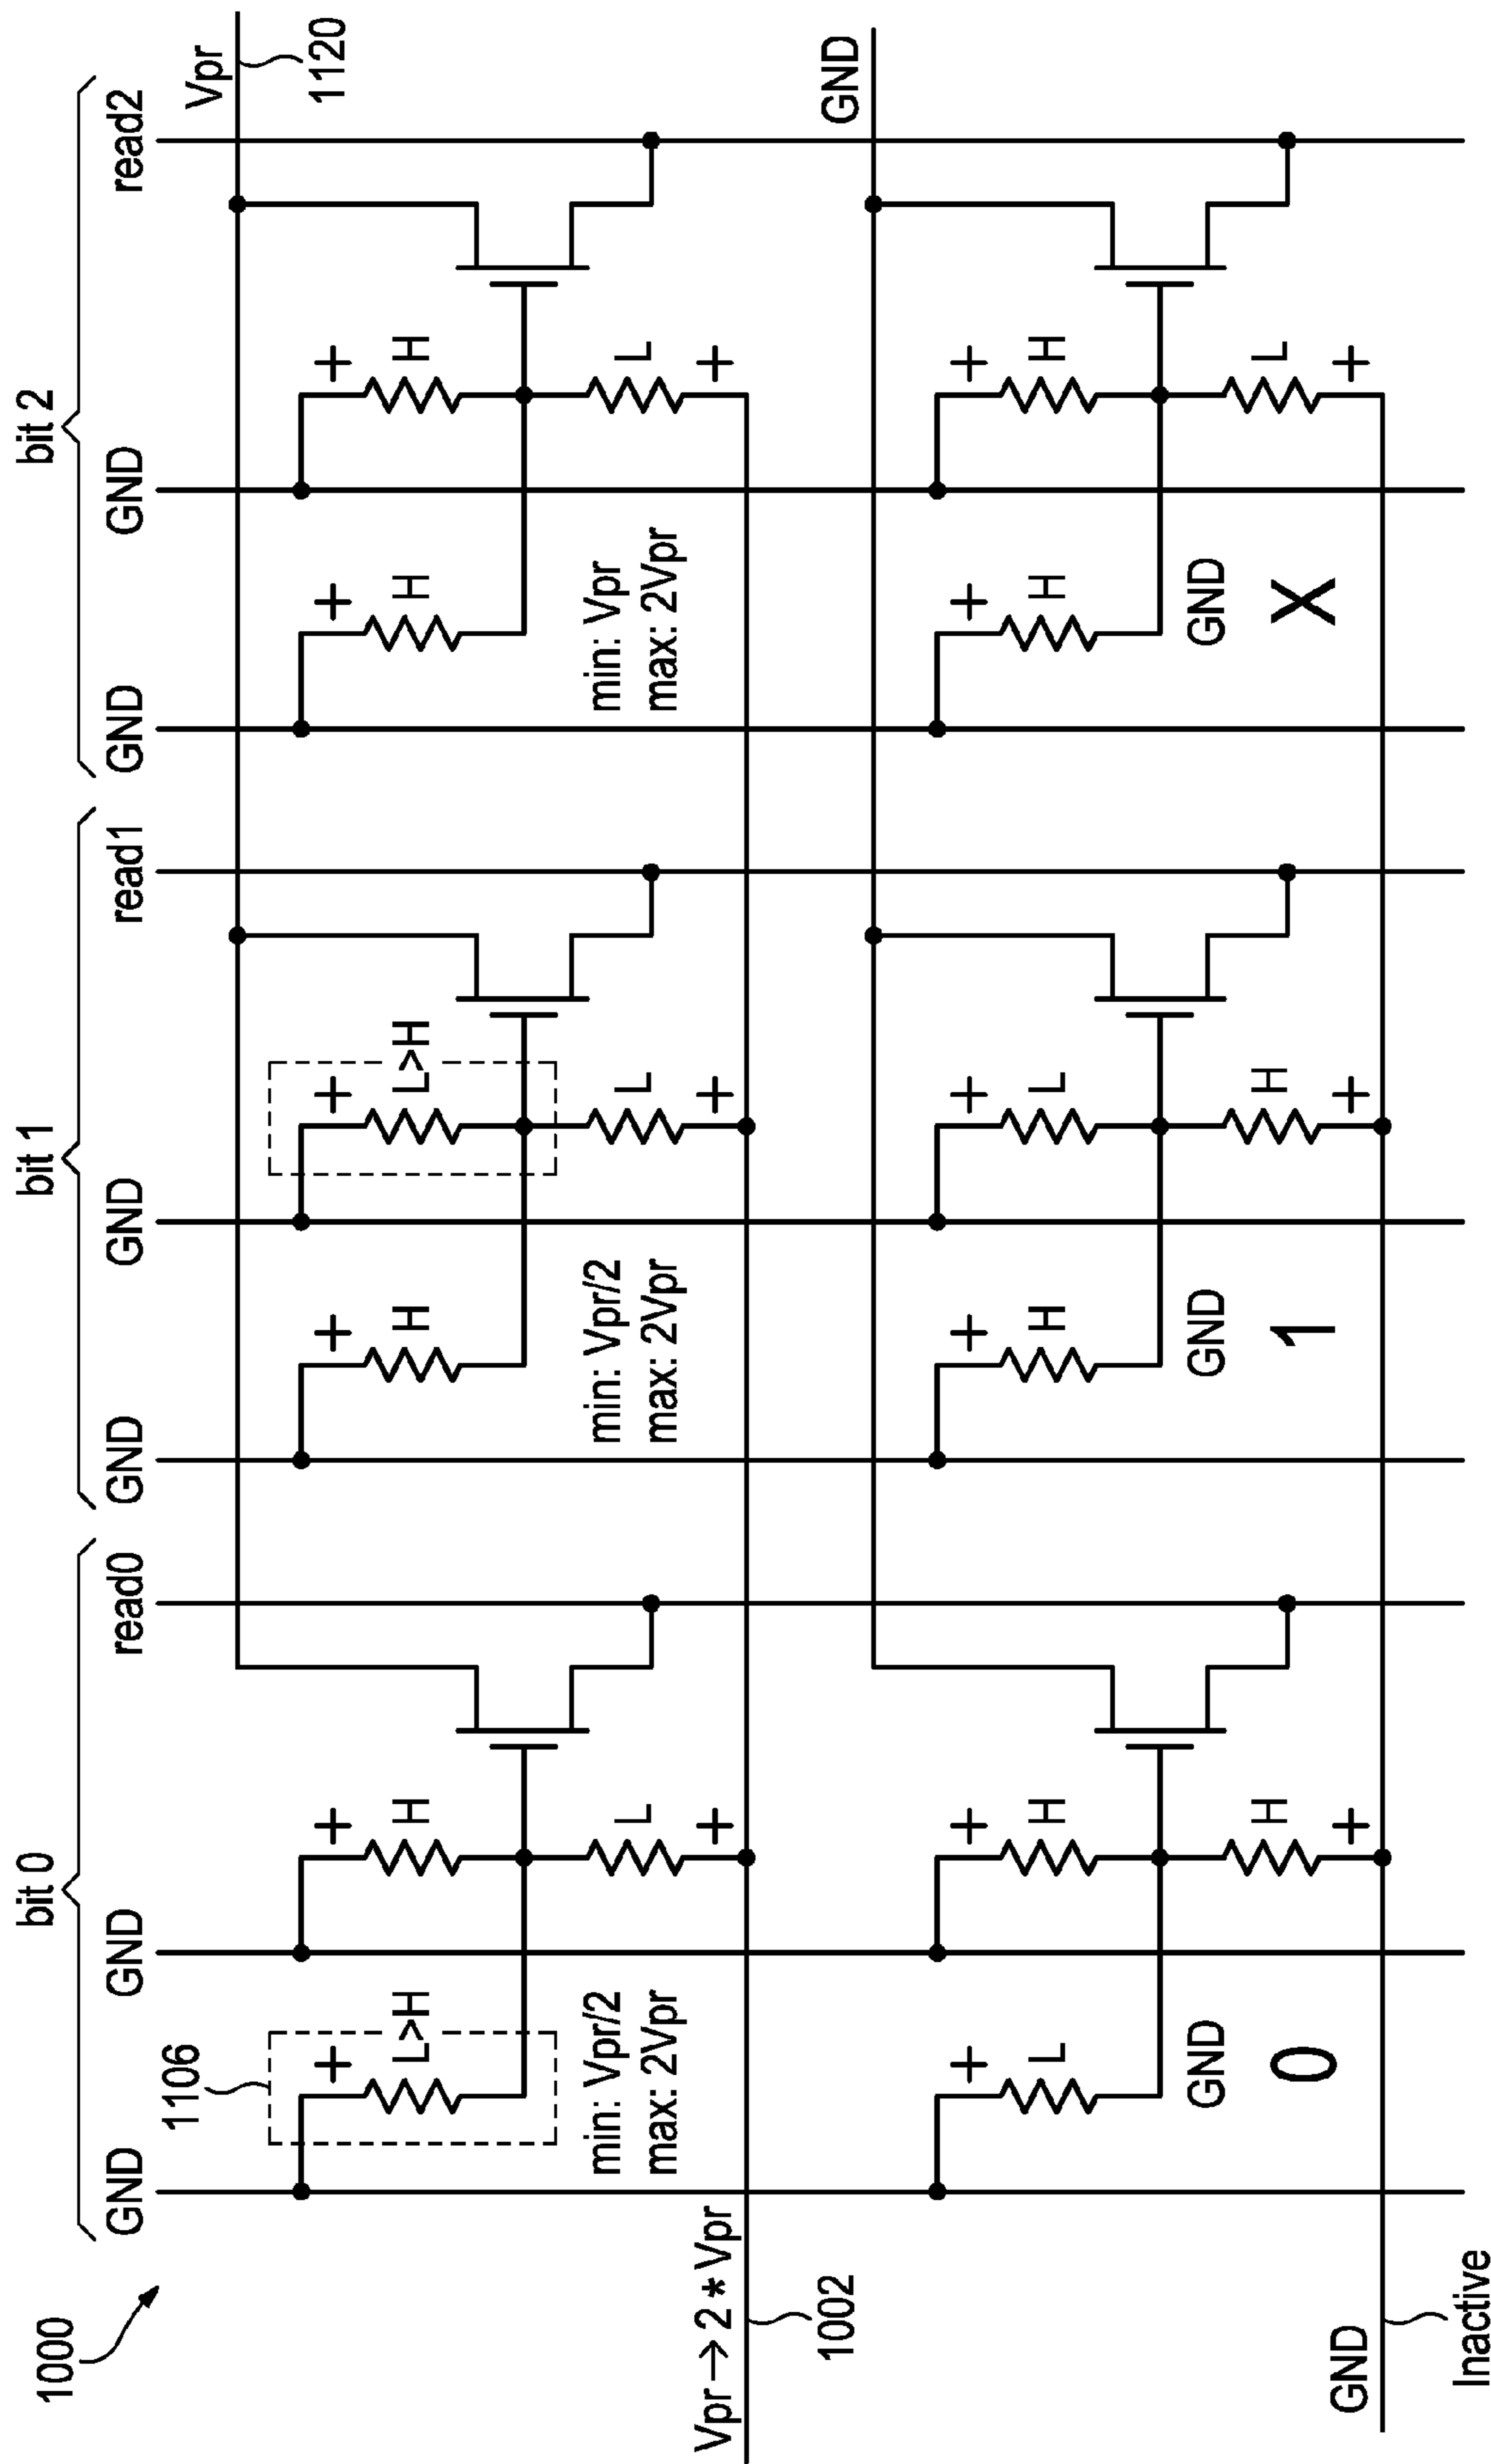 1000
bit 0
bit 1
bit 2
GND
GND
read0
GND
GND
read1
GND
GND
read2
Vpr
1120
1106
+
L>H
+
H
+
H
+
L>H
+
H
+
H
min: Vpr/2
max: 2Vpr
L
+
min: Vpr/2
max: 2Vpr
L
+
min: Vpr
max: 2Vpr
L
+
Vpr→2*Vpr
1002
GND
+
L
+
H
+
H
+
L
+
H
+
H
GND
H
+
GND
H
+
GND
L
+
0
1
X
GND
Inactive